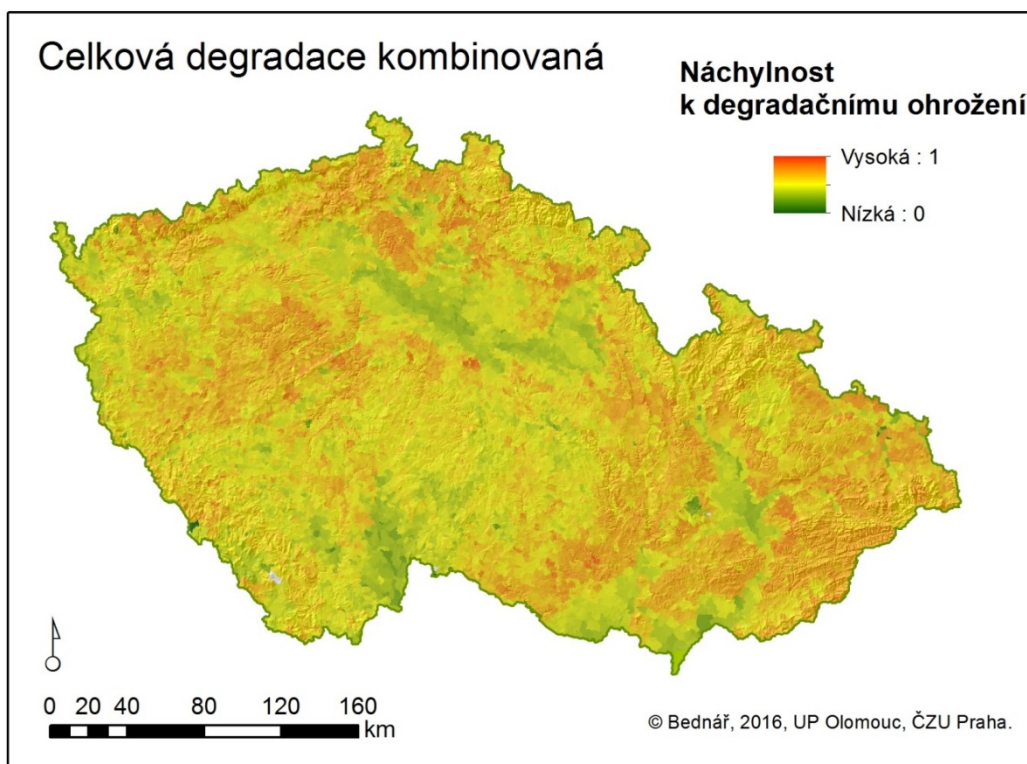 Celková degradace kombinovaná
Náchylnost
k degradačnímu ohrožení
Vysoká : 1
Nízká : 0
0 20 40 80 120 160
km
© Bednář, 2016, UP Olomouc, ČZU Praha.